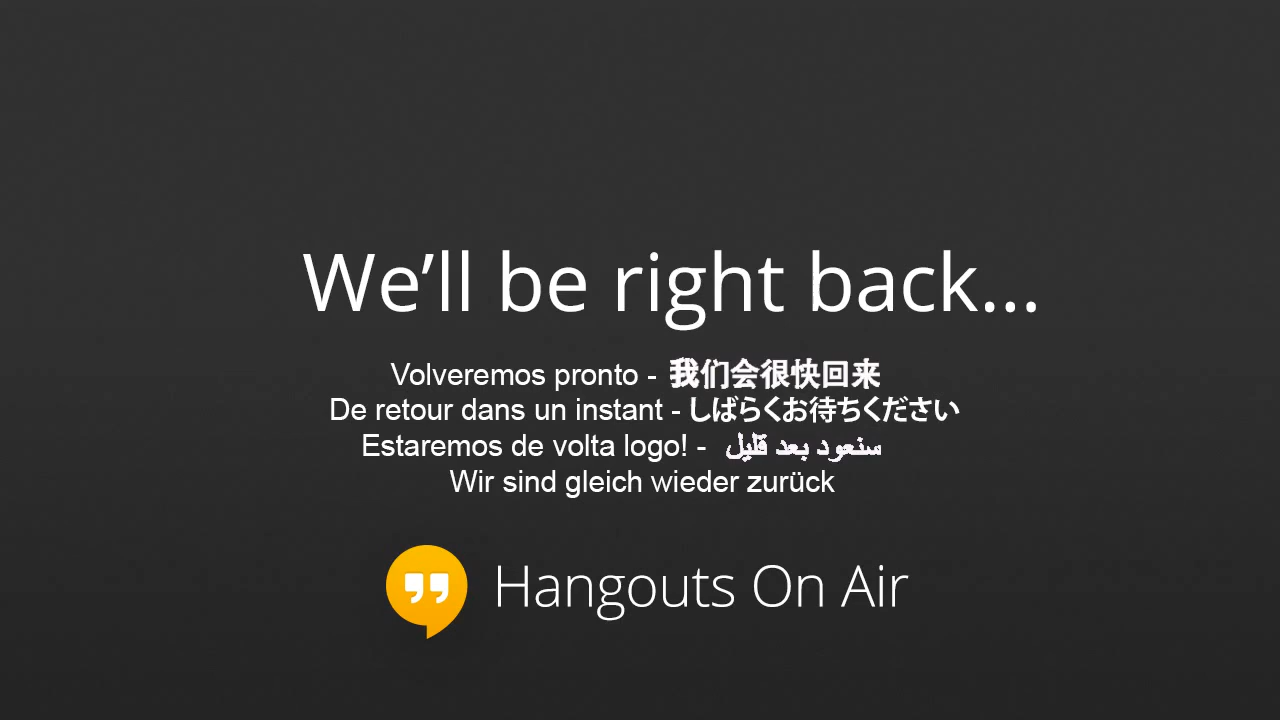 We’ll be right back...
Volveremos pronto - 我们会很快回来
De retour dans un instant - しばらくお待ちください
Estaremos de volta logo! - سنعود بعد قليل
Wir sind gleich wieder zurück
Hangouts On Air